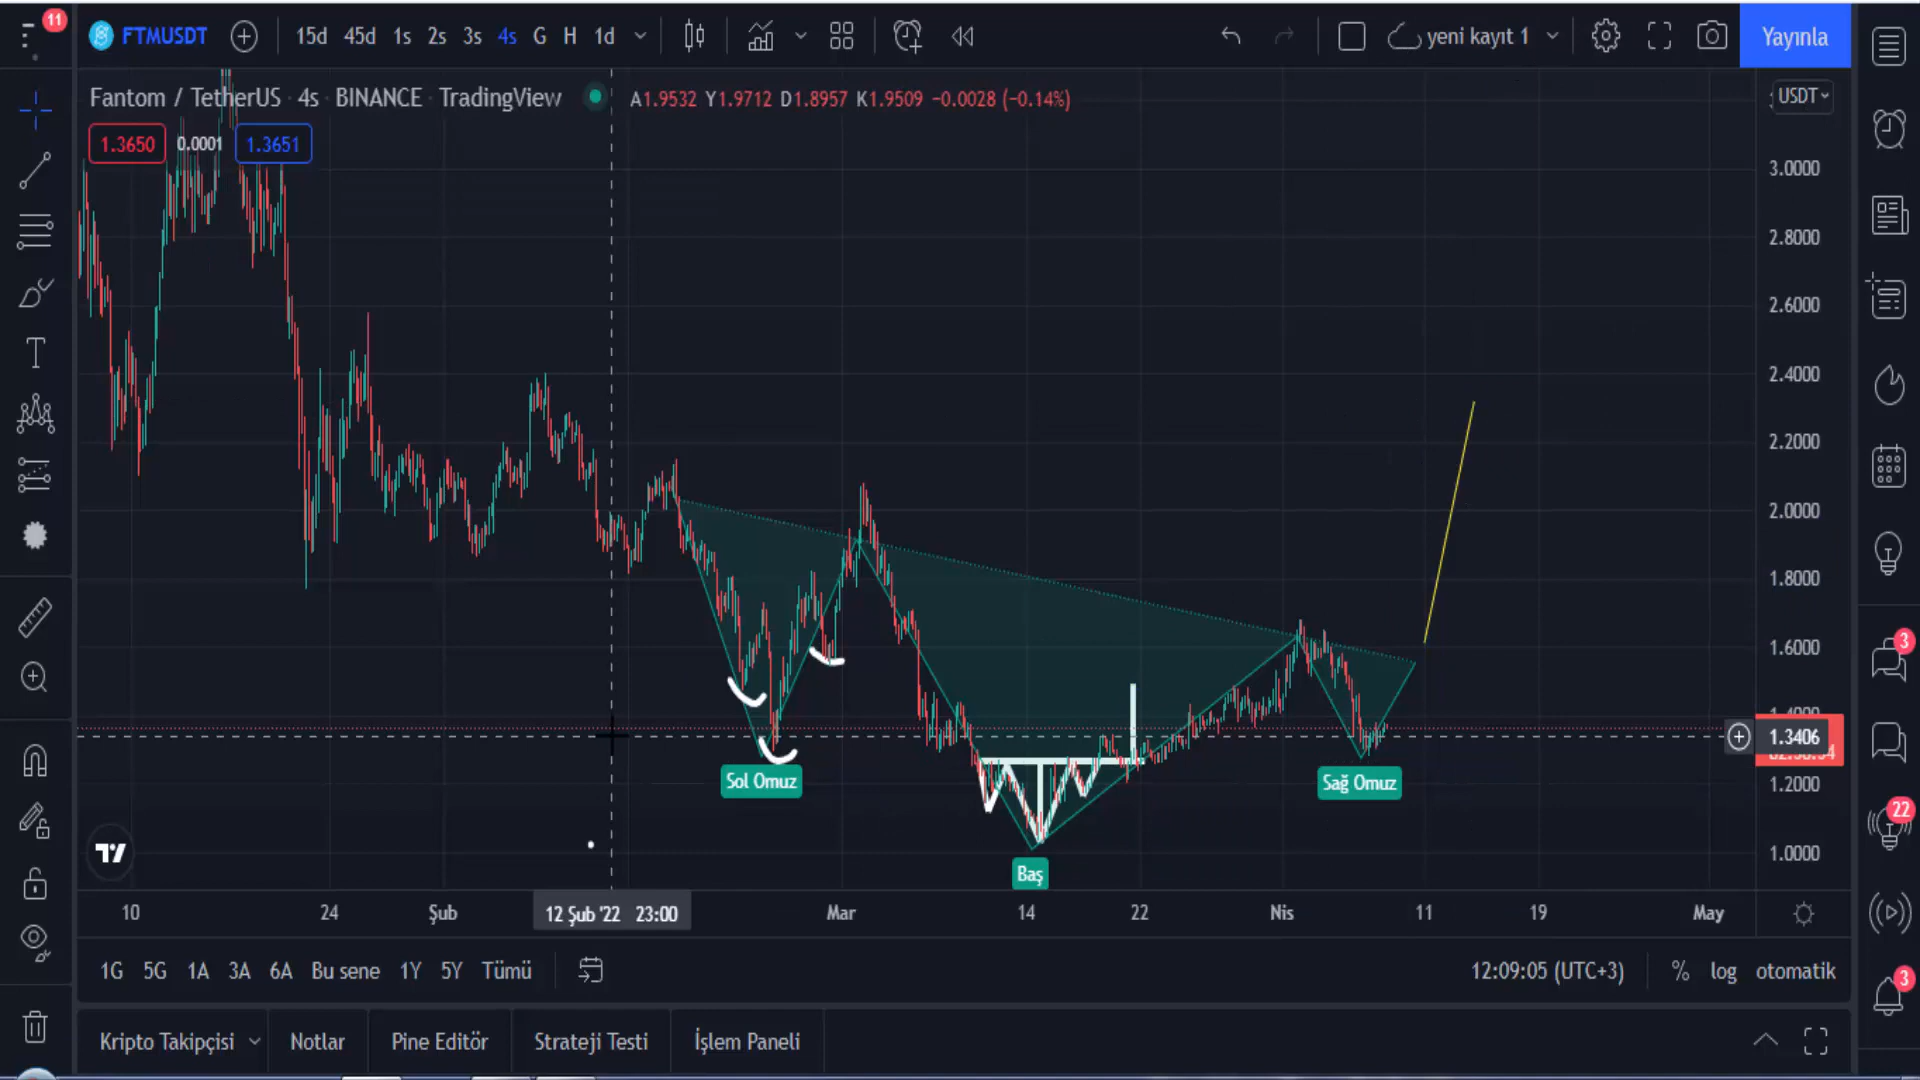 11
FTMUSDT
15d 45d 1s 2s 3s 4s G H 1d
yeni kayıt 1
Yayınla
Fantom / TetherUS · 4s · BINANCE · TradingView
A1.9532 Y1.9712 D1.8957 K1.9509 −0.0028 (−0.14%)
USDT
1.3650 0.0001 1.3651
3.0000
2.8000
2.6000
2.4000
2.2000
2.0000
1.8000
1.6000
3
1.3406
Sol Omuz
Sağ Omuz
1.2000
22
1.0000
Baş
10 24 Şub 12 Şub '22 23:00 Mar 14 22 Nis 11 19 May
1G 5G 1A 3A 6A Bu sene 1Y 5Y Tümü
12:09:05 (UTC+3) % log otomatik
3
Kripto Takipçisi Notlar Pine Editör Strateji Testi İşlem Paneli